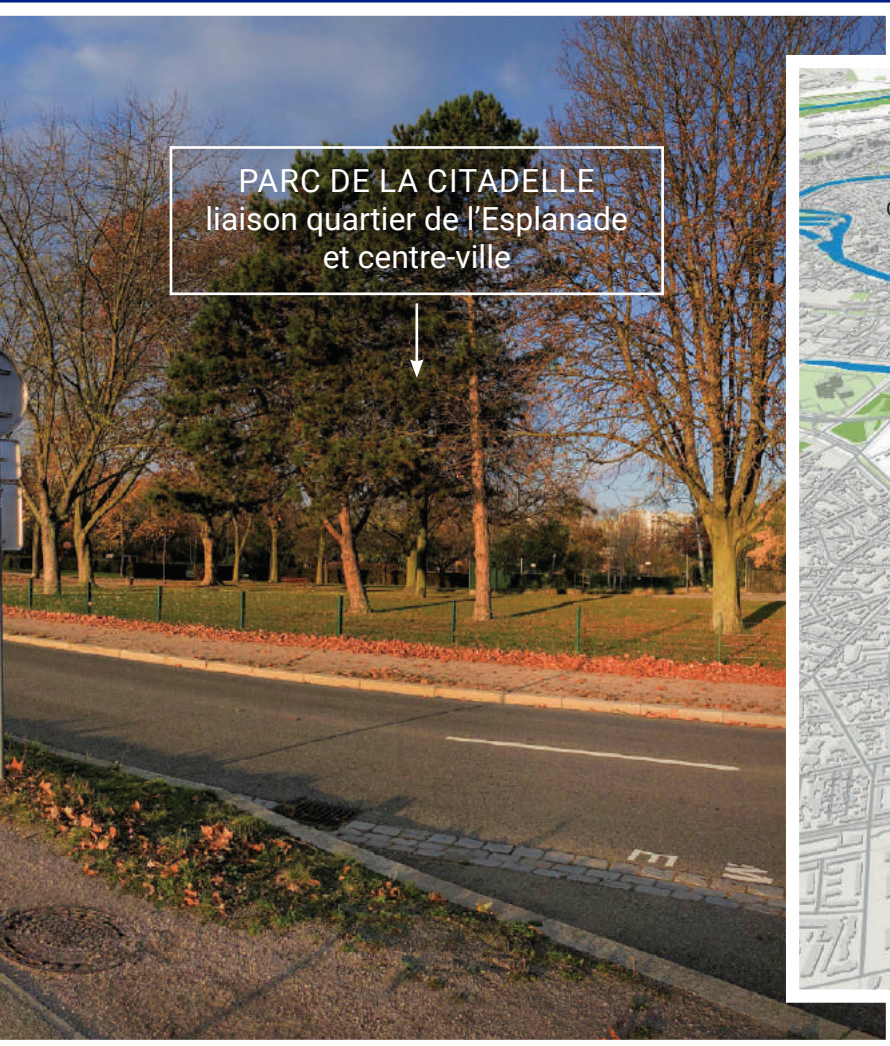 PARC DE LA CITADELLE
liaison quartier de l’Esplanade
et centre-ville